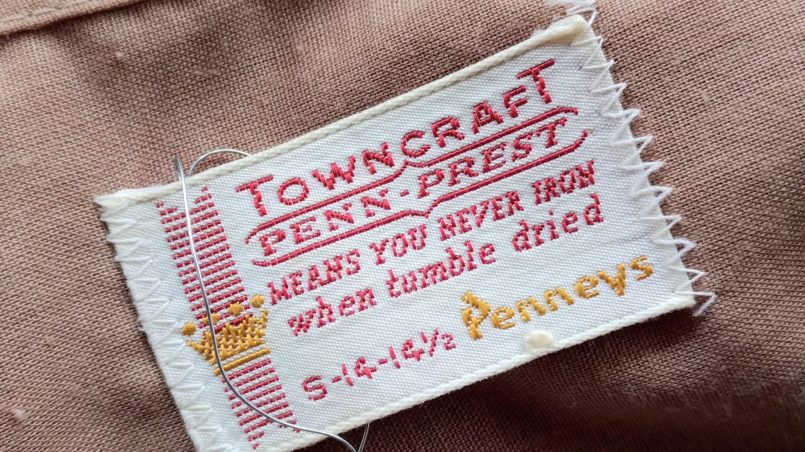 TOWNCRAFT
PENN-PREST
MEANS YOU NEVER IRON
when tumble dried
S-14-14½ Penneys